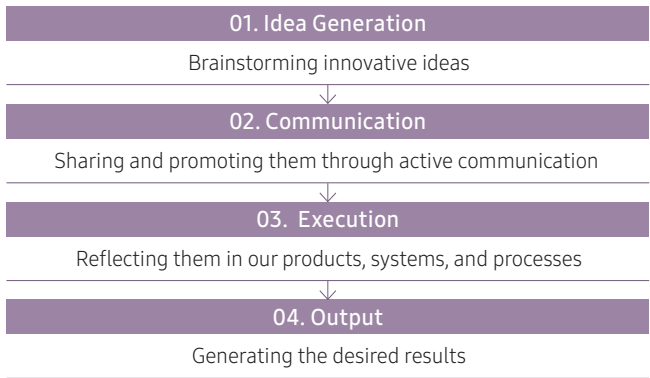 01. Idea Generation
Brainstorming innovative ideas
02. Communication
Sharing and promoting them through active communication
03. Execution
Reflecting them in our products, systems, and processes
04. Output
Generating the desired results